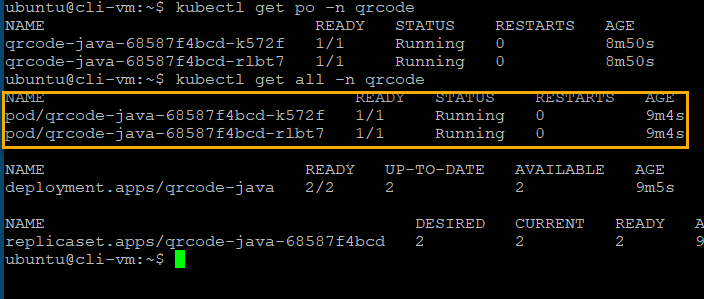 ubuntu@cli-vm:~$ kubectl get po -n qrcode
NAME READY STATUS RESTARTS AGE
qrcode-java-68587f4bcd-k572f 1/1 Running 0 8m50s
qrcode-java-68587f4bcd-rlbt7 1/1 Running 0 8m50s
ubuntu@cli-vm:~$ kubectl get all -n qrcode
NAME READY STATUS RESTARTS AGE
pod/qrcode-java-68587f4bcd-k572f 1/1 Running 0 9m4s
pod/qrcode-java-68587f4bcd-rlbt7 1/1 Running 0 9m4s
NAME READY UP-TO-DATE AVAILABLE AGE
deployment.apps/qrcode-java 2/2 2 2 9m5s
NAME DESIRED CURRENT READY A
replicaset.apps/qrcode-java-68587f4bcd 2 2 2 9
ubuntu@cli-vm:~$